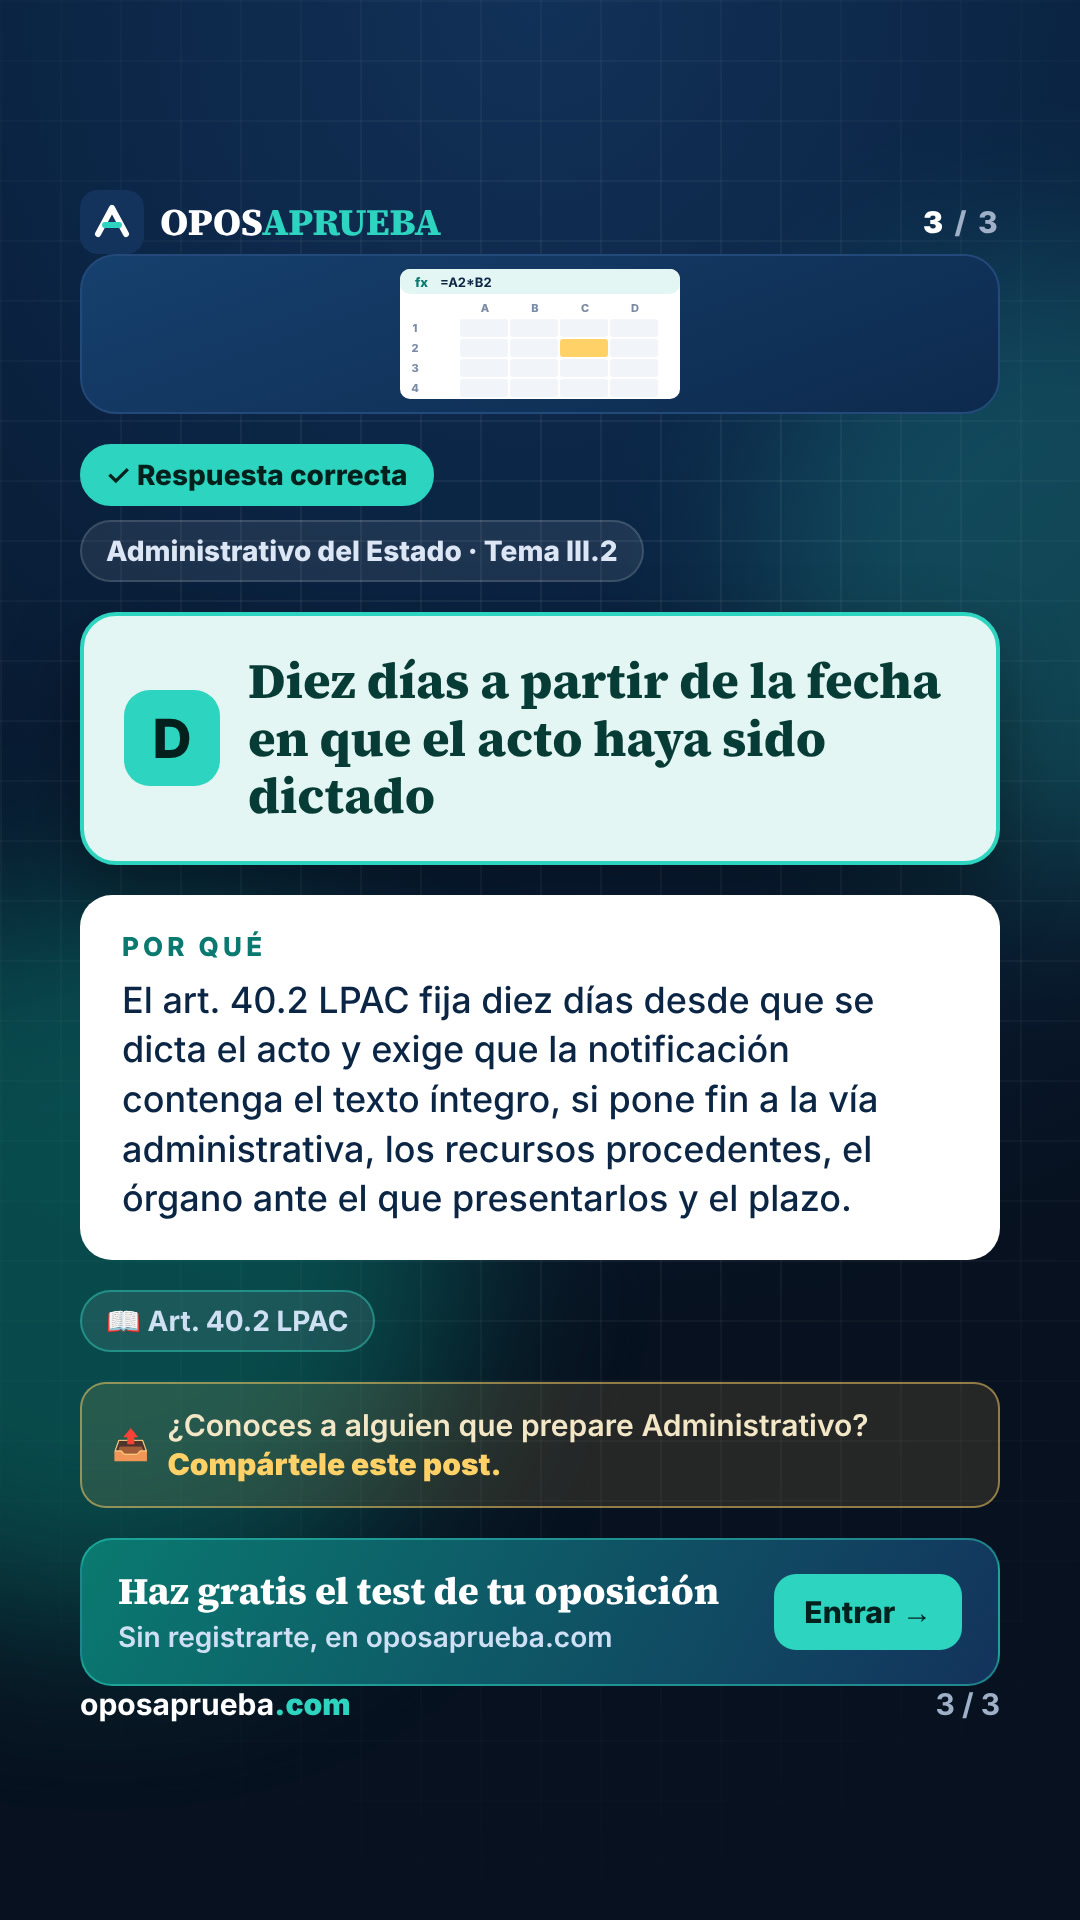 OPOSAPRUEBA
3 / 3
fx =A2*B2
A B C D
1
2
3
4
✓ Respuesta correcta
Administrativo del Estado · Tema III.2
D
Diez días a partir de la fecha
en que el acto haya sido
dictado
POR QUÉ
El art. 40.2 LPAC fija diez días desde que se
dicta el acto y exige que la notificación
contenga el texto íntegro, si pone fin a la vía
administrativa, los recursos procedentes, el
órgano ante el que presentarlos y el plazo.
📖 Art. 40.2 LPAC
📤 ¿Conoces a alguien que prepare Administrativo?
Compártele este post.
Haz gratis el test de tu oposición
Sin registrarte, en oposaprueba.com
Entrar →
oposaprueba.com
3 / 3